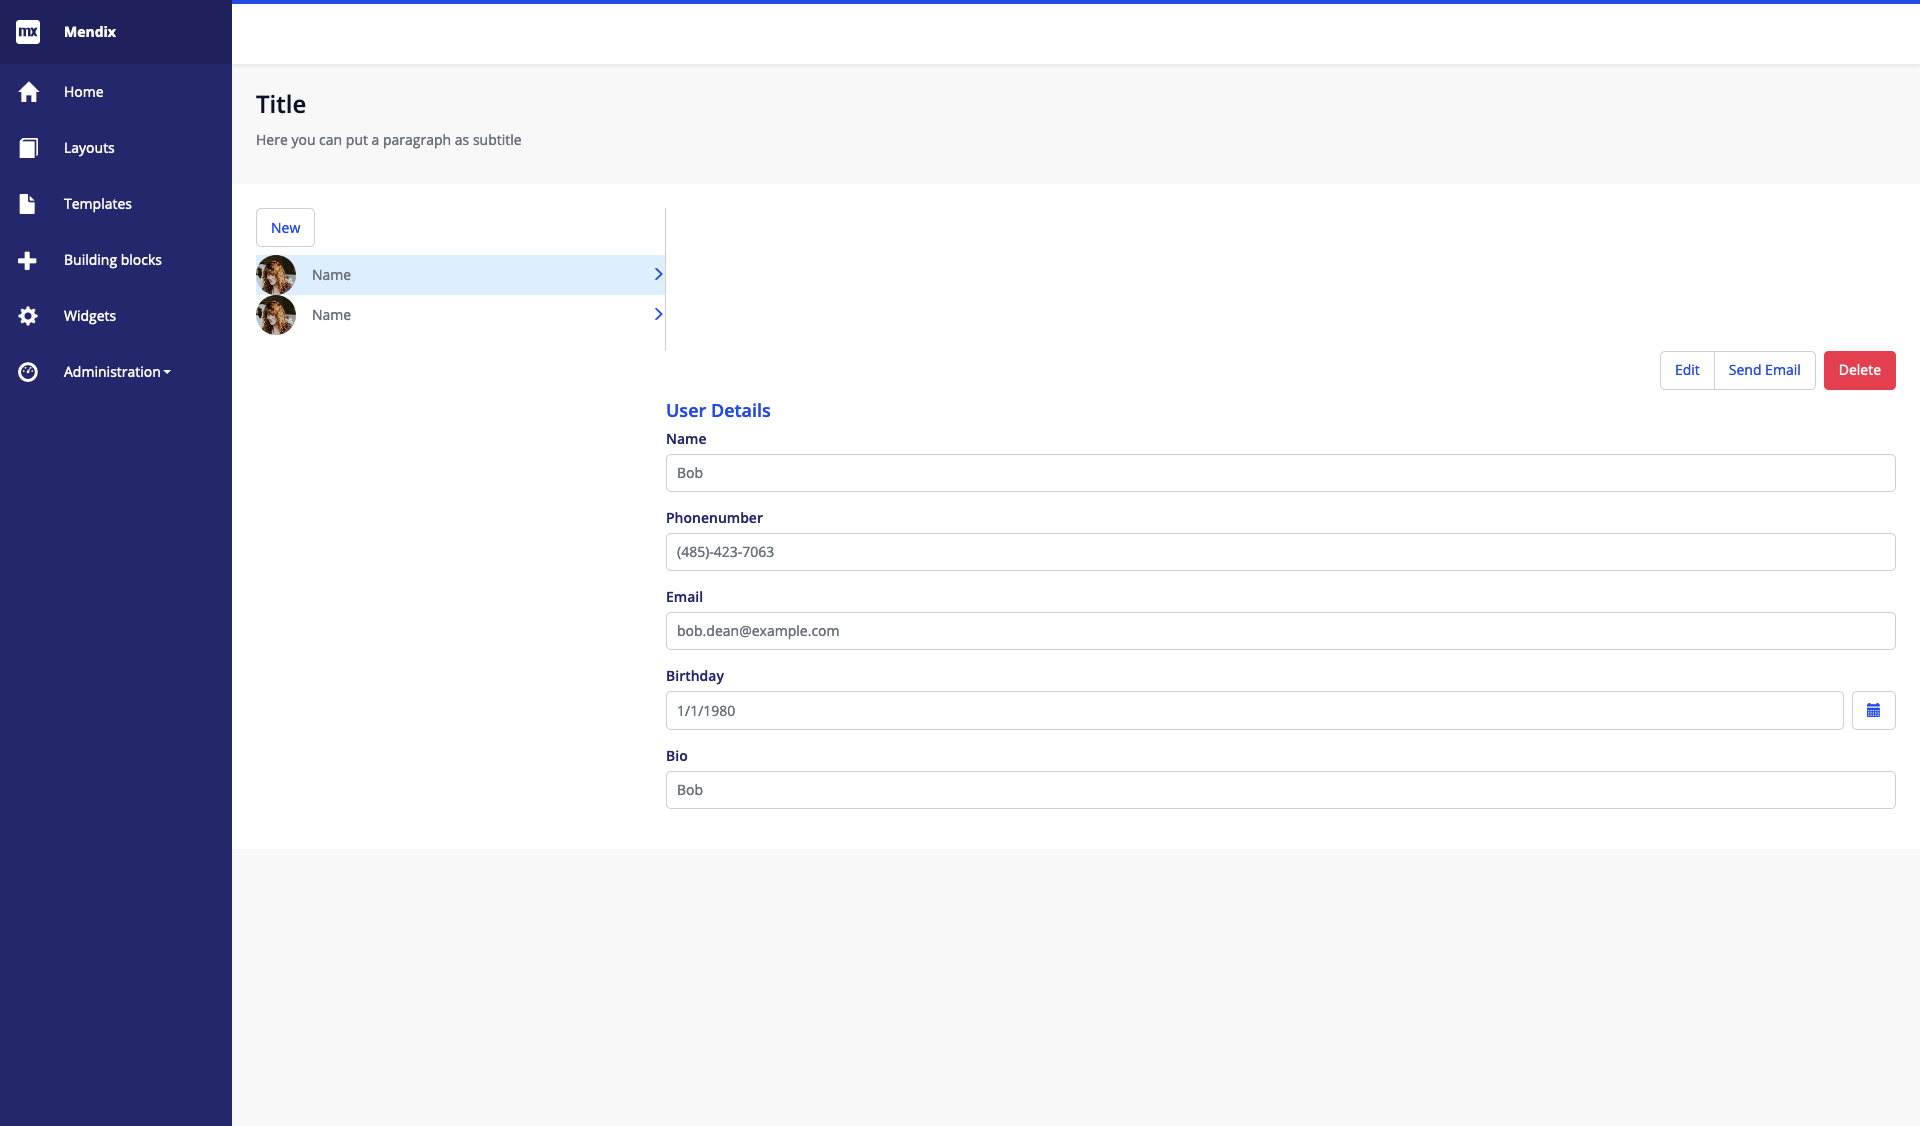 mx Mendix
Home
Layouts
Templates
Building blocks
Widgets
Administration
Title
Here you can put a paragraph as subtitle
New
Name
Name
Edit Send Email Delete
User Details
Name
Bob
Phonenumber
(485)-423-7063
Email
bob.dean@example.com
Birthday
1/1/1980
Bio
Bob